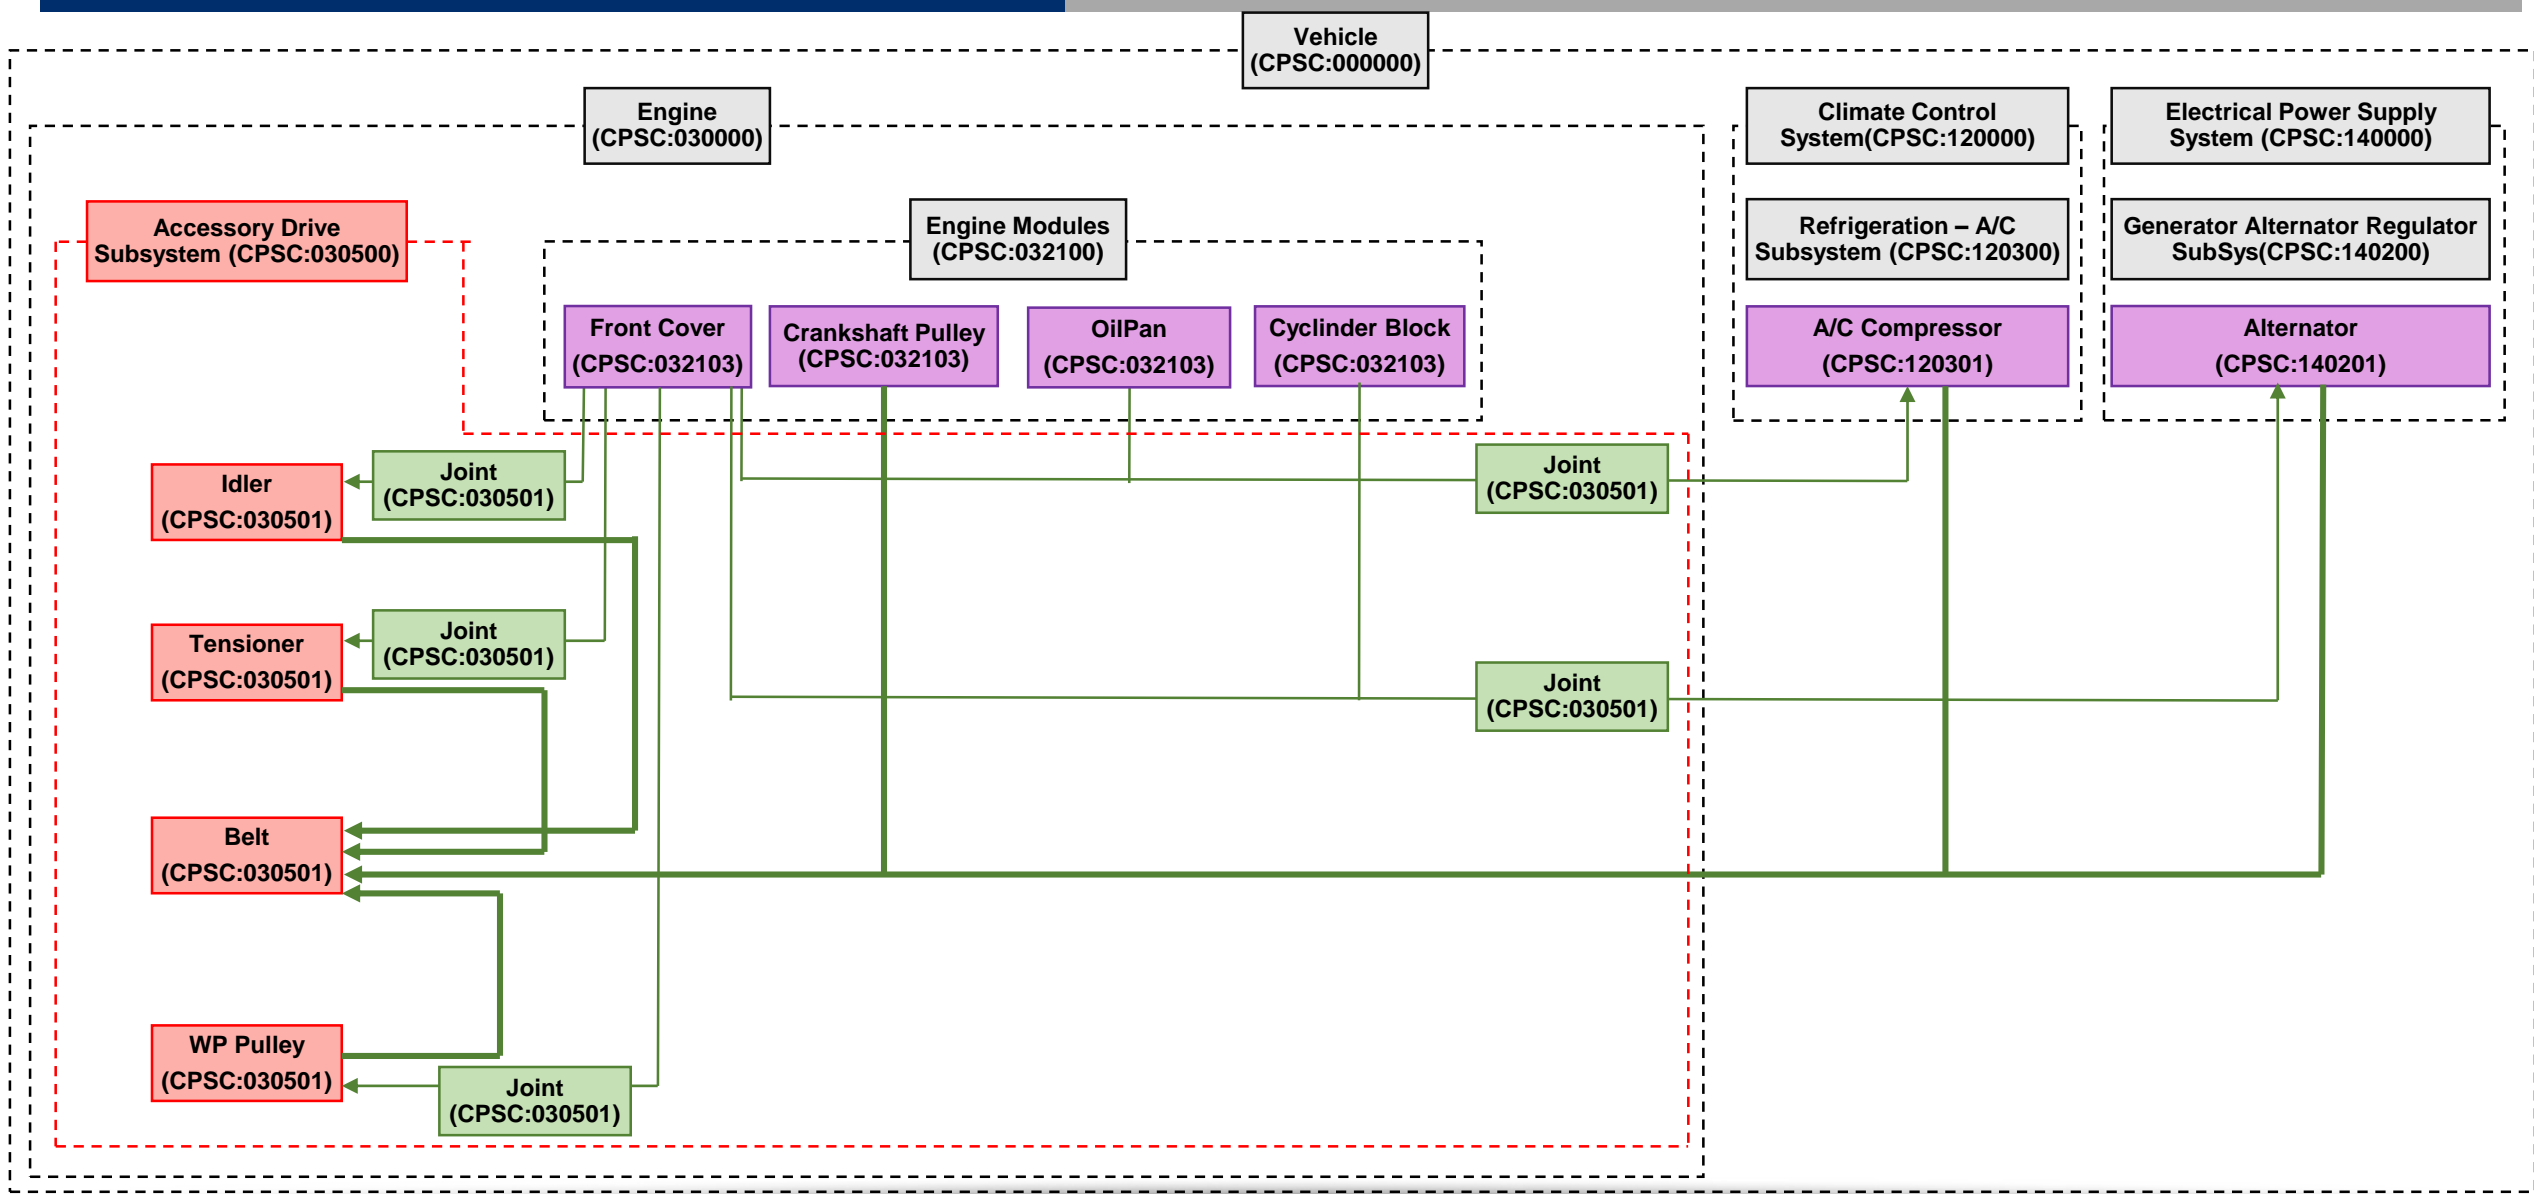 Vehicle
(CPSC:000000)
Engine
(CPSC:030000)
Climate Control
System(CPSC:120000)
Electrical Power Supply
System (CPSC:140000)
Accessory Drive
Subsystem (CPSC:030500)
Engine Modules
(CPSC:032100)
Refrigeration – A/C
Subsystem (CPSC:120300)
Generator Alternator Regulator
SubSys(CPSC:140200)
Front Cover
(CPSC:032103)
Crankshaft Pulley
(CPSC:032103)
OilPan
(CPSC:032103)
Cyclinder Block
(CPSC:032103)
A/C Compressor
(CPSC:120301)
Alternator
(CPSC:140201)
Idler
(CPSC:030501)
Joint
(CPSC:030501)
Joint
(CPSC:030501)
Tensioner
(CPSC:030501)
Joint
(CPSC:030501)
Joint
(CPSC:030501)
Belt
(CPSC:030501)
WP Pulley
(CPSC:030501)
Joint
(CPSC:030501)